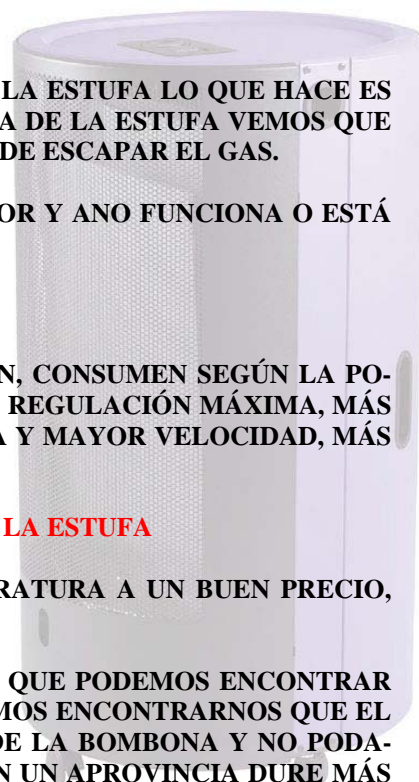 LA ESTUFA LO QUE HACE ES
A DE LA ESTUFA VEMOS QUE
DE ESCAPAR EL GAS.
OR Y ANO FUNCIONA O ESTÁ
N, CONSUMEN SEGÚN LA PO-
REGULACIÓN MÁXIMA, MÁS
A Y MAYOR VELOCIDAD, MÁS
LA ESTUFA
RATURA A UN BUEN PRECIO,
QUE PODEMOS ENCONTRAR
MOS ENCONTRARNOS QUE EL
DE LA BOMBONA Y NO PODA-
N UN APROVINCIA DURE MÁS